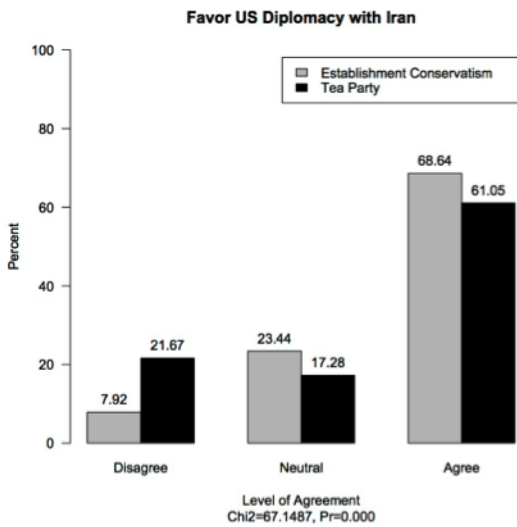 Favor US Diplomacy with Iran
100
Establishment Conservatism
Tea Party
80
68.64
61.05
60
Percent
40
23.44
21.67
17.28
20
7.92
0
Disagree Neutral Agree
Level of Agreement
Chi2=67.1487, Pr=0.000